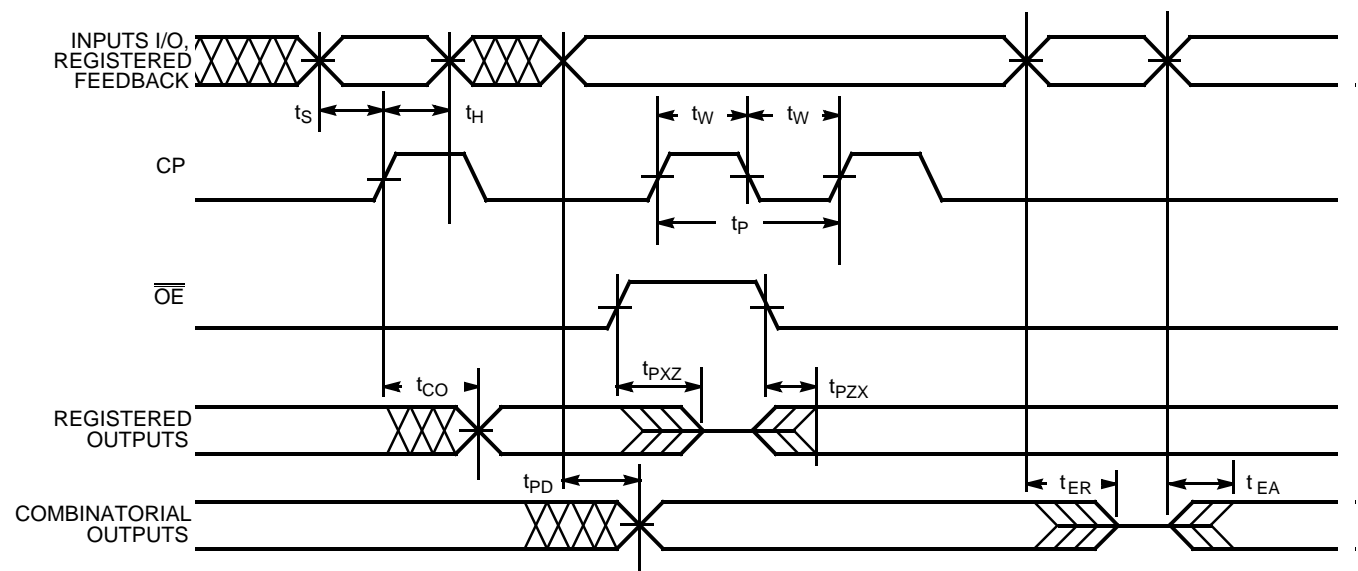 INPUTS I/O,
REGISTERED
FEEDBACK
tS
tH
tW
tW
CP
tP
OE
tCO
tPXZ
tPZX
REGISTERED
OUTPUTS
tPD
tER
tEA
COMBINATORIAL
OUTPUTS